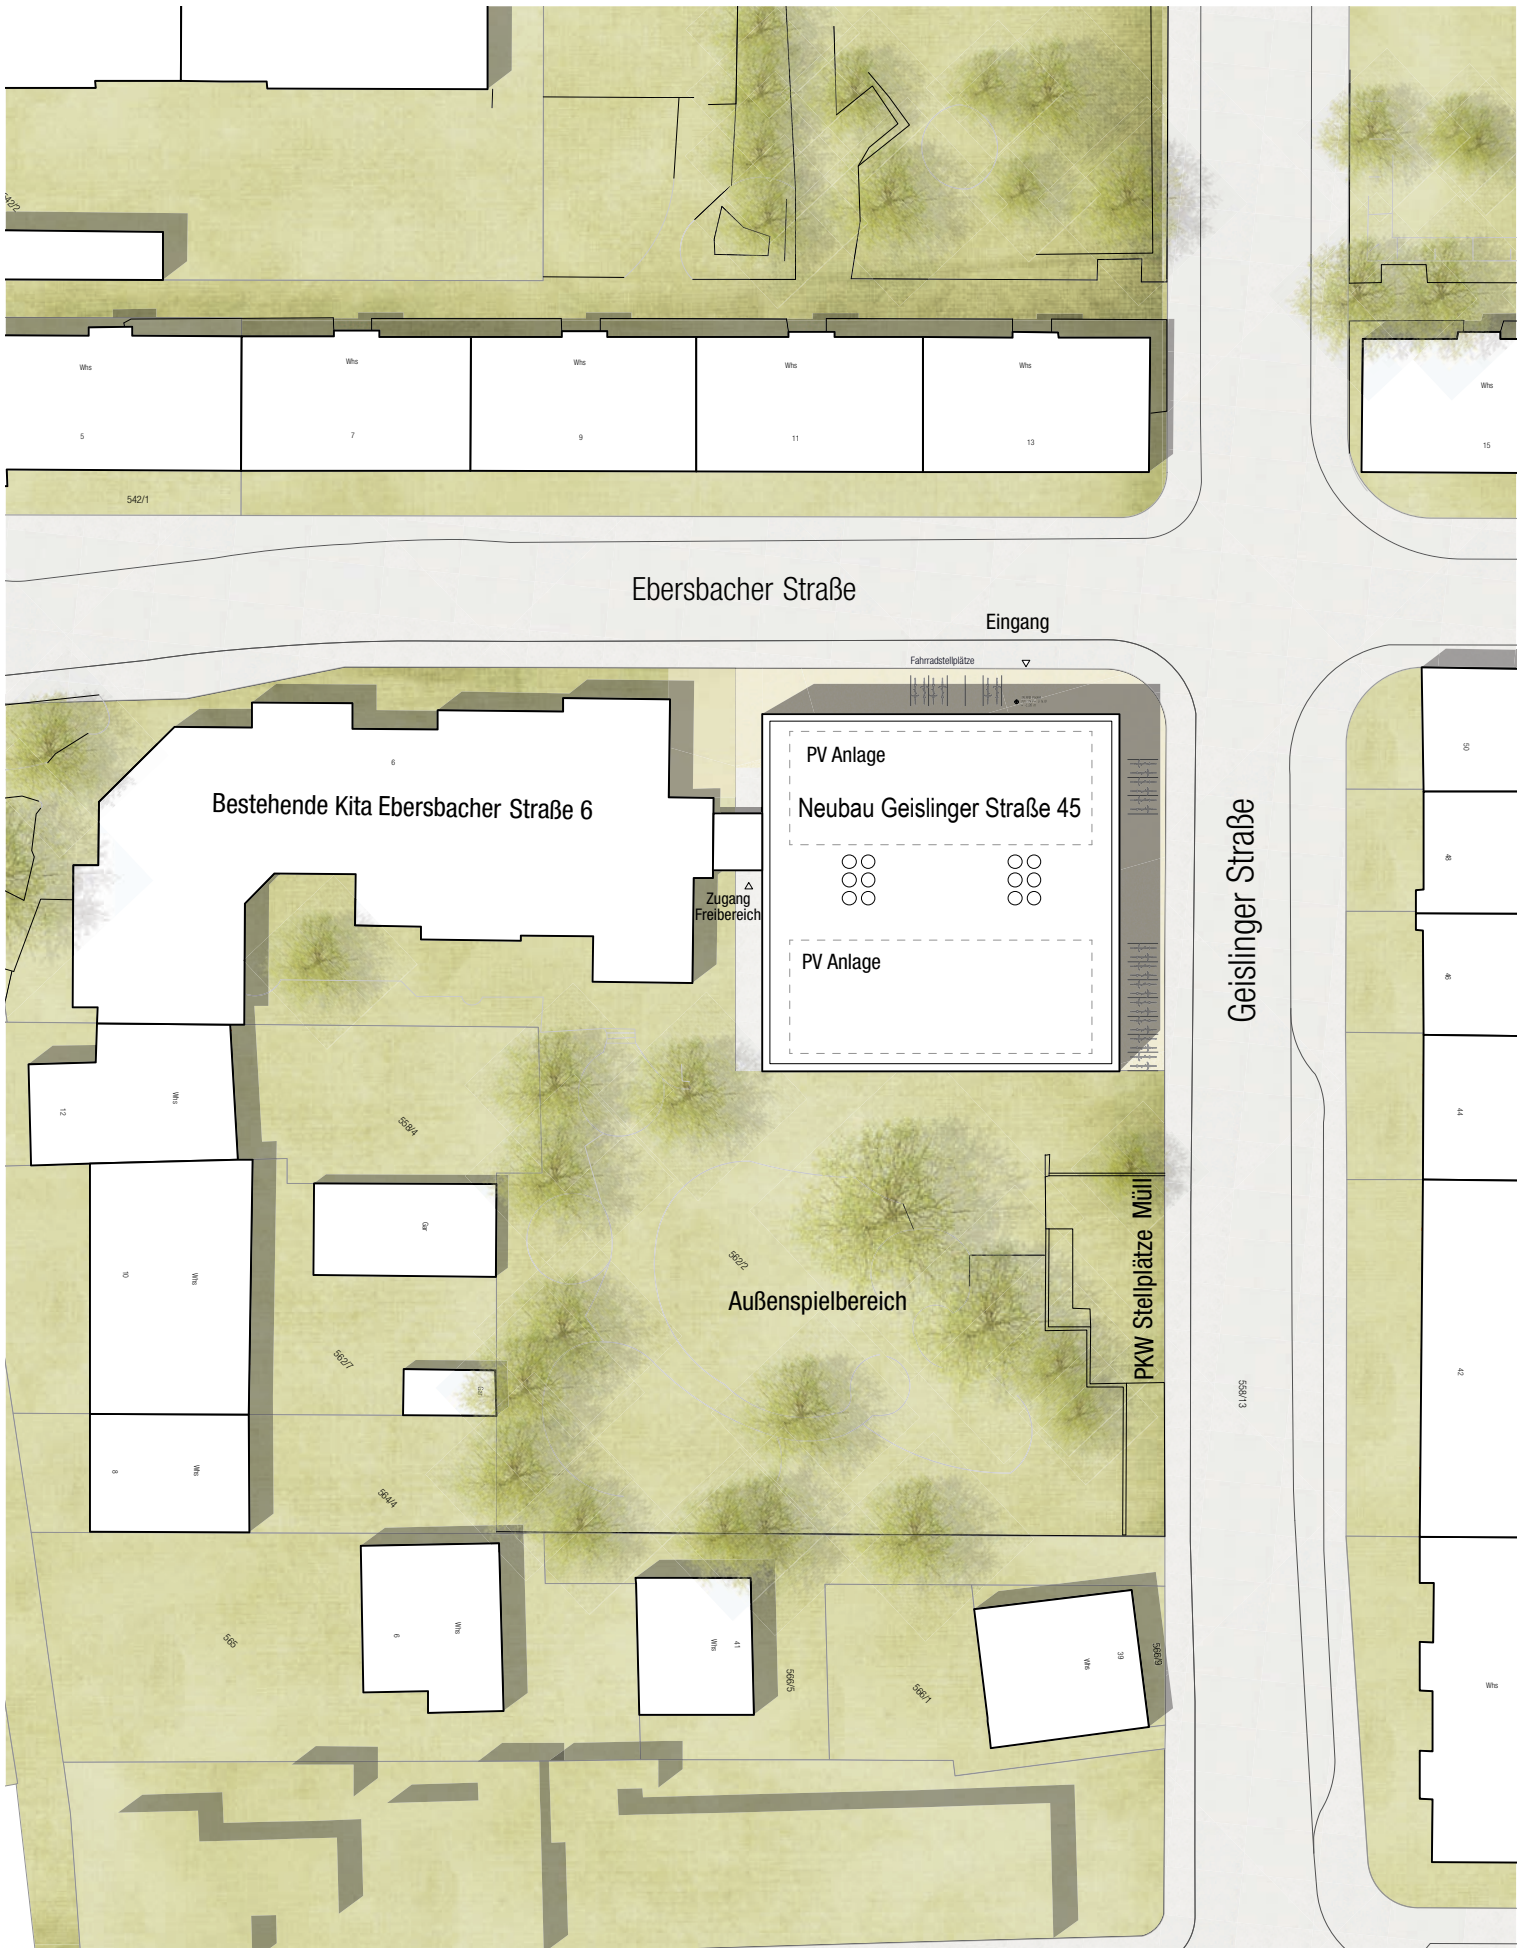 542/2
Whs
Whs
Whs
Whs
Whs
Whs
5
7
9
11
13
15
542/1
Ebersbacher Straße
Eingang
Fahrradstellplätze
6
PV Anlage
Bestehende Kita Ebersbacher Straße 6
Neubau Geislinger Straße 45
Geislinger Straße
50
48
46
44
42
Zugang
Freibereich
PV Anlage
12
Whs
558/4
Gar
10
Whs
562/2
Außenspielbereich
PKW Stellplätze Müll
562/7
Gar
558/13
8
Whs
564/4
565
6
Whs
Whs
41
566/5
566/1
Whs
39
566/9
Whs